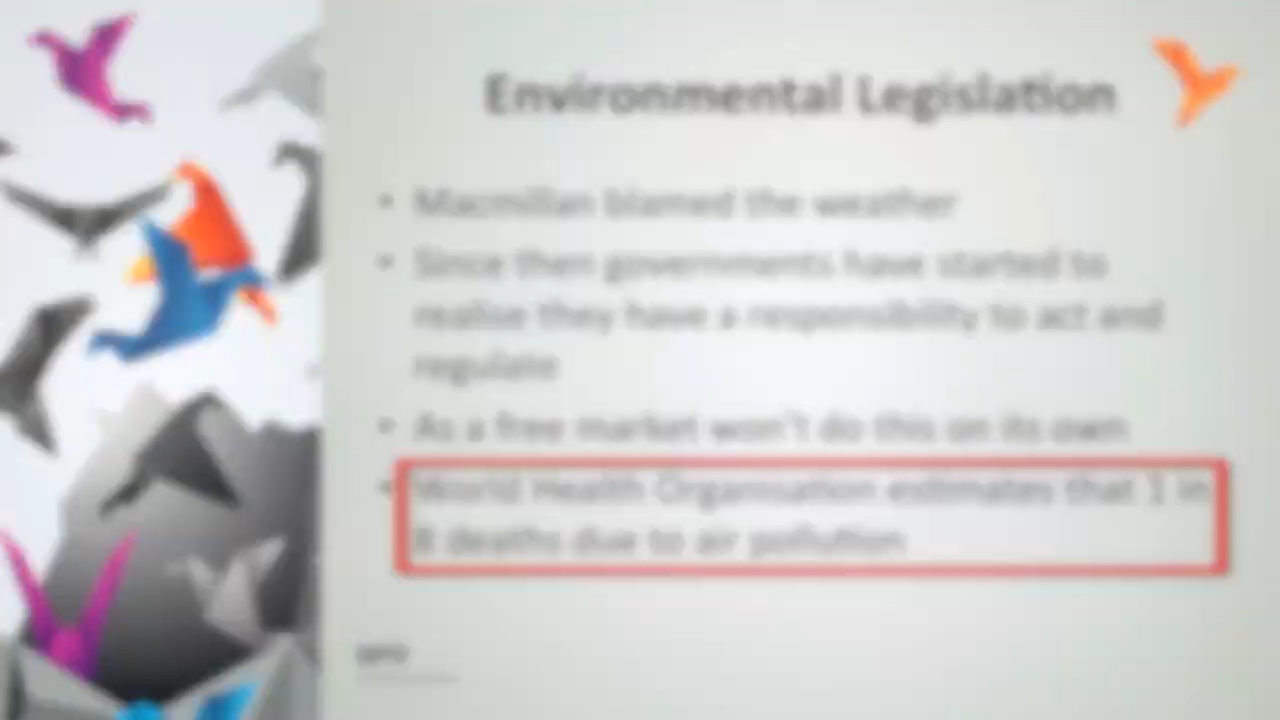 Environmental Legislation
• Macmillan blamed the weather
• Since then governments have started to
realise they have a responsibility to act and
regulate
• As a free market won't do this on its own
• World Health Organisation estimates that 1 in
8 deaths due to air pollution